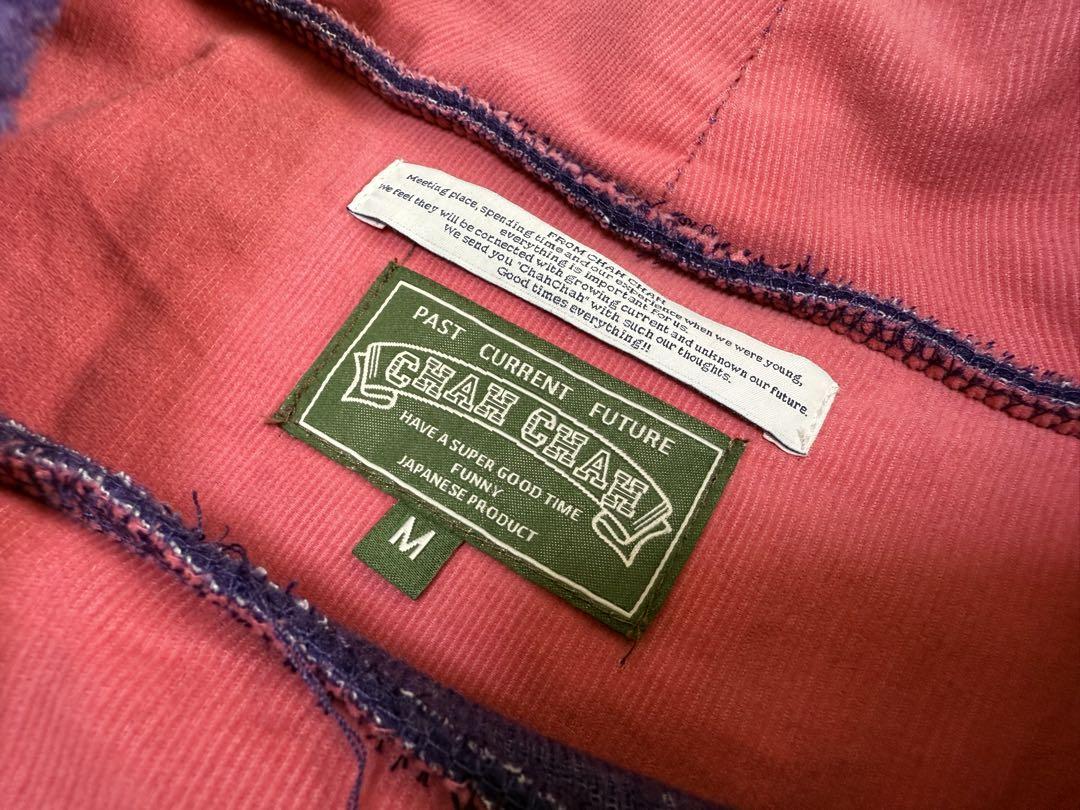 FROM CHAH CHAH
Meeting place, spending time and our experience when we were young,
everything is important for us.
We feel they will be connected with growing current and unknown our future.
We send you "ChahChah" with such our thoughts.
Good times everything!!
PAST CURRENT FUTURE
CHAH CHAH
HAVE A SUPER GOOD TIME
FUNNY
JAPANESE PRODUCT
M